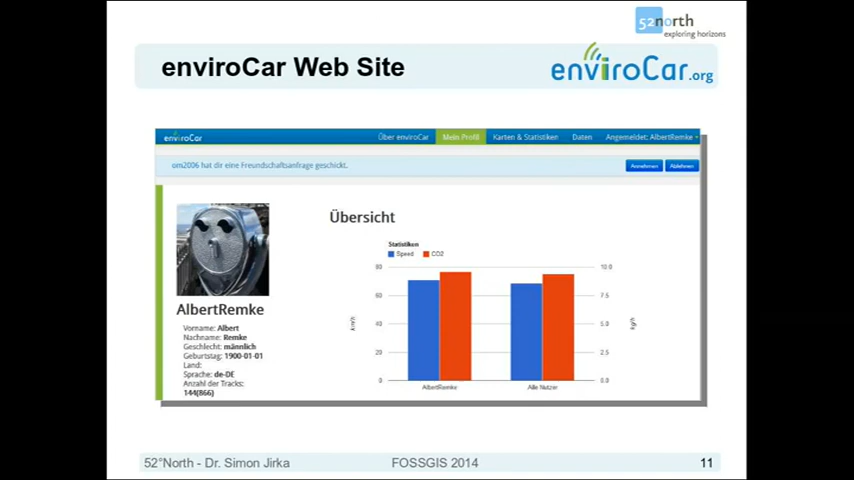 52north
exploring horizons
enviroCar Web Site
enviroCar.org
enviroCar
Über enviroCar
Mein Profil
Karten & Statistiken
Daten
Angemeldet: AlbertRemke
om2006 hat dir eine Freundschaftsanfrage geschickt.
Annehmen
Ablehnen
Übersicht
Statistiken
Speed
CO2
80
60
40
20
0
km/h
10.0
7.5
5.0
2.5
0.0
kg/h
AlbertRemke
Alle Nutzer
AlbertRemke
Vorname: Albert
Nachname: Remke
Geschlecht: männlich
Geburtstag: 1900-01-01
Land:
Sprache: de-DE
Anzahl der Tracks:
144(866)
52°North - Dr. Simon Jirka
FOSSGIS 2014
11